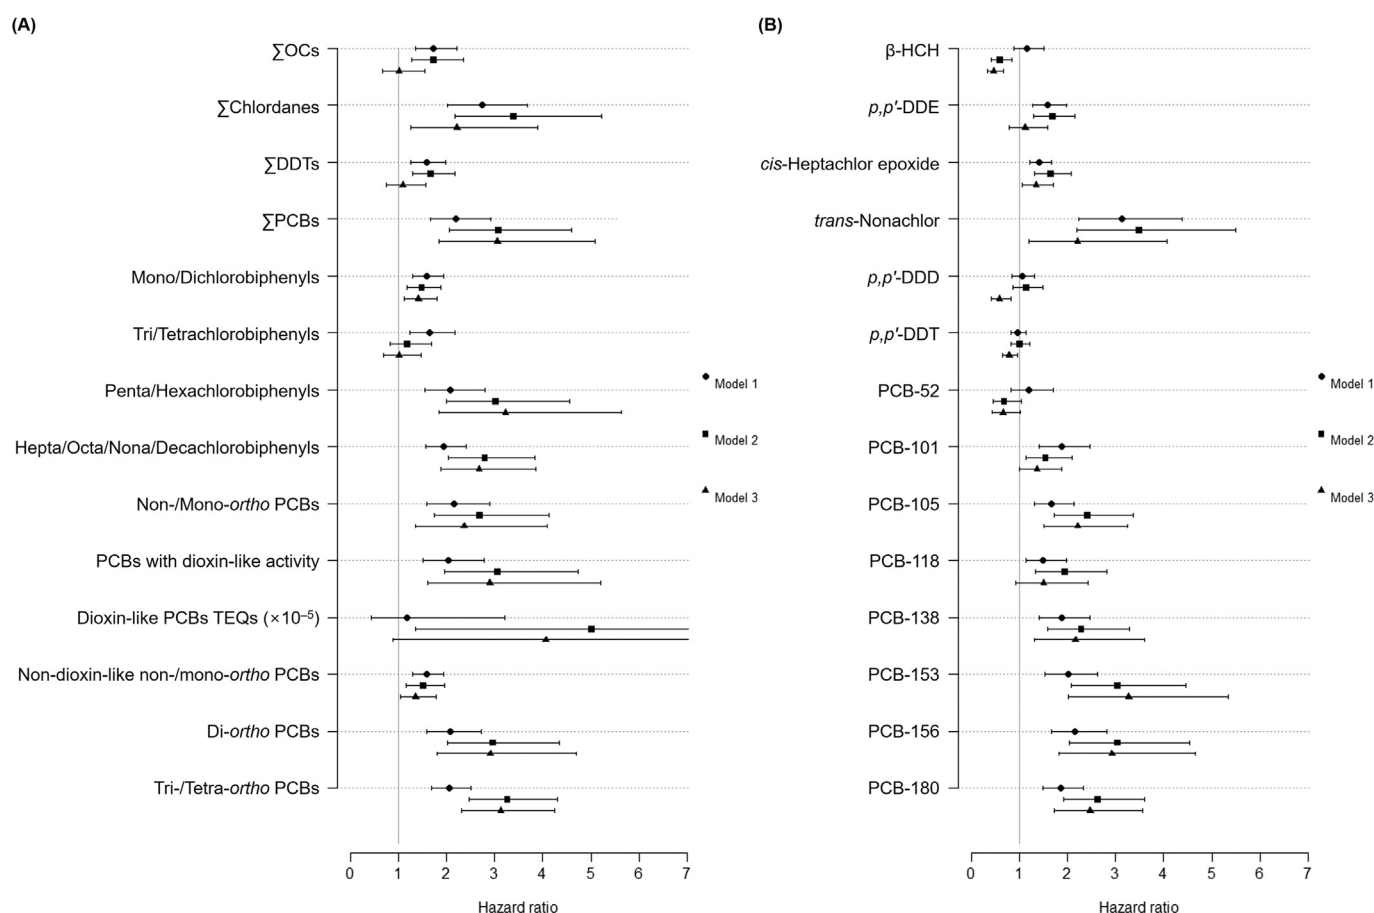 (A)
∑OCs
∑Chlordanes
∑DDTs
∑PCBs
Mono/Dichlorobiphenyls
Tri/Tetrachlorobiphenyls
Penta/Hexachlorobiphenyls
Hepta/Octa/Nona/Decachlorobiphenyls
Non-/Mono-ortho PCBs
PCBs with dioxin-like activity
Dioxin-like PCBs TEQs (×10⁻⁵)
Non-dioxin-like non-/mono-ortho PCBs
Di-ortho PCBs
Tri-/Tetra-ortho PCBs
Model 1
Model 2
Model 3
0 1 2 3 4 5 6 7
Hazard ratio
(B)
β-HCH
p,p′-DDE
cis-Heptachlor epoxide
trans-Nonachlor
p,p′-DDD
p,p′-DDT
PCB-52
PCB-101
PCB-105
PCB-118
PCB-138
PCB-153
PCB-156
PCB-180
Model 1
Model 2
Model 3
0 1 2 3 4 5 6 7
Hazard ratio